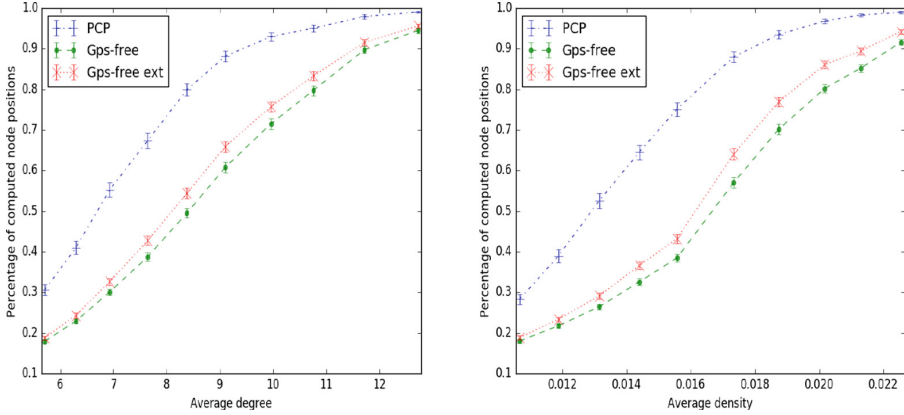 Percentage of computed node positions
1.0
0.9
0.8
0.7
0.6
0.5
0.4
0.3
0.2
0.1
PCP
Gps-free
Gps-free ext
6 7 8 9 10 11 12
Average degree
Percentage of computed node positions
1.0
0.9
0.8
0.7
0.6
0.5
0.4
0.3
0.2
0.1
PCP
Gps-free
Gps-free ext
0.012 0.014 0.016 0.018 0.020 0.022
Average density